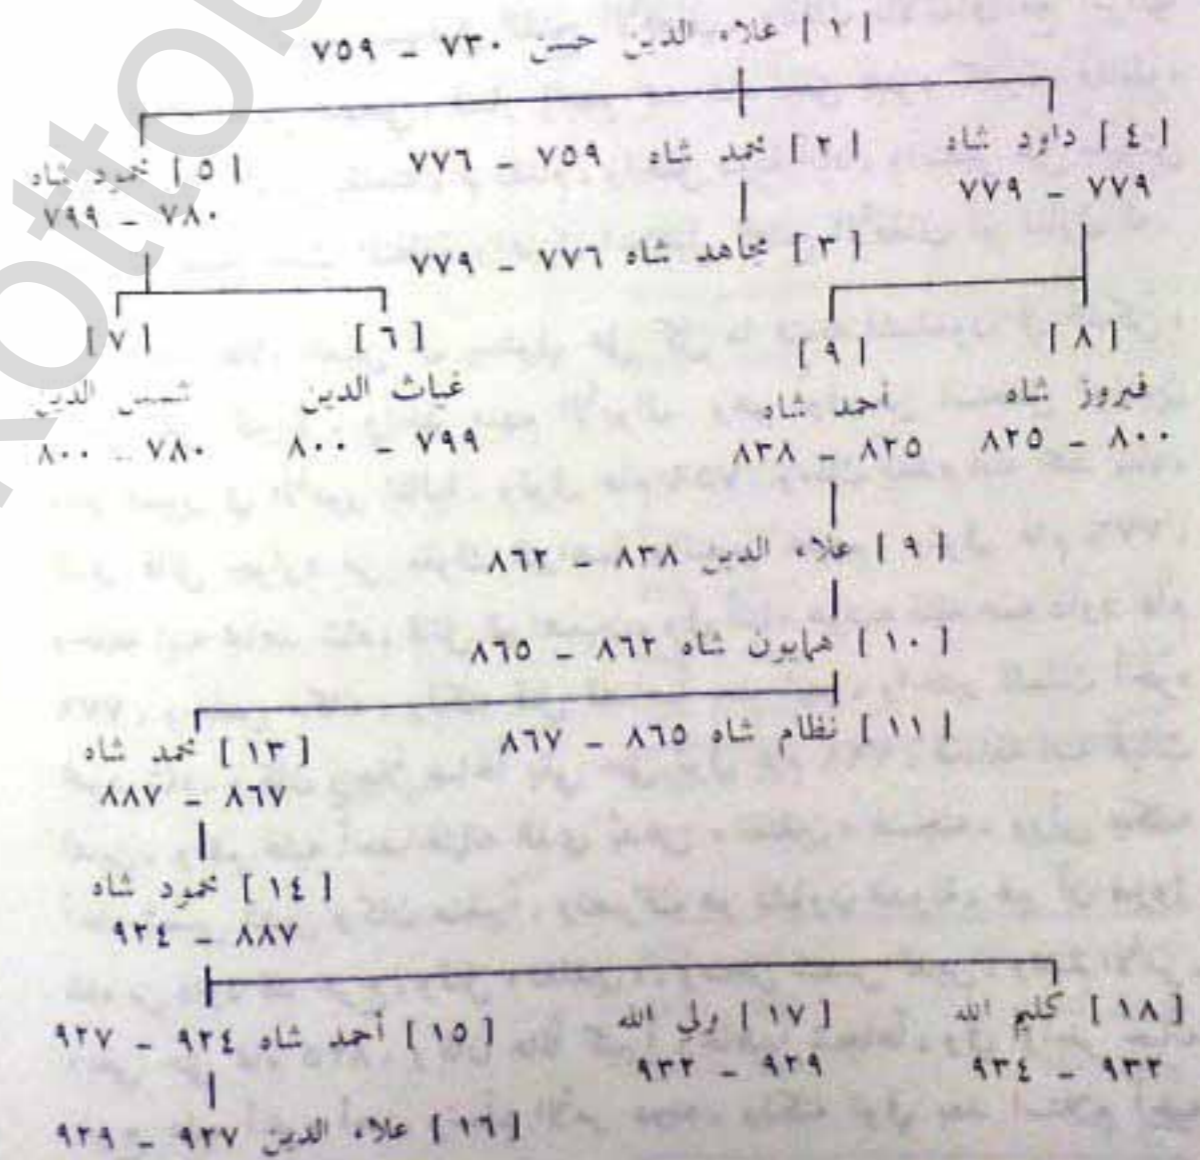 [ ١ ] علاء الدين حسن ٧٣٠ – ٧٥٩
[ ٤ ] داود شاه
٧٧٩ – ٧٧٩
[ ٢ ] محمد شاه ٧٥٩ – ٧٧٦
[ ٥ ] محمود شاه
٧٨٠ – ٧٩٩
[ ٣ ] مجاهد شاه ٧٧٦ – ٧٧٩
[ ٨ ]
فيروز شاه
٨٠٠ – ٨٢٥
[ ٩ ]
أحمد شاه
٨٢٥ – ٨٣٨
[ ٦ ]
غياث الدين
٧٩٩ – ٨٠٠
[ ٧ ]
شمس الدين
٧٨٠ – ٨٠٠
[ ٩ ] علاء الدين ٨٣٨ – ٨٦٢
[ ١٠ ] همايون شاه ٨٦٢ – ٨٦٥
[ ١١ ] نظام شاه ٨٦٥ – ٨٦٧
[ ١٣ ] محمد شاه
٨٦٧ – ٨٨٧
[ ١٤ ] محمود شاه
٨٨٧ – ٩٢٤
[ ١٨ ] كليم الله
٩٣٢ – ٩٣٤
[ ١٧ ] ولي الله
٩٢٩ – ٩٣٢
[ ١٥ ] أحمد شاه ٩٢٤ – ٩٢٧
[ ١٦ ] علاء الدين ٩٢٧ – ٩٢٩